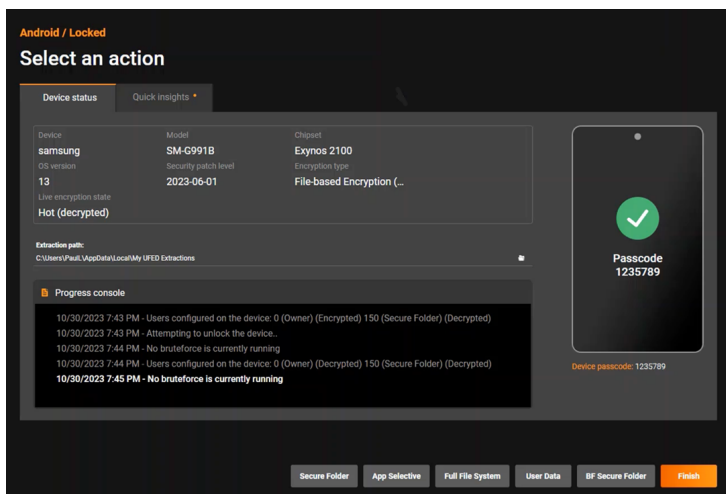 Android / Locked
Select an action
Device status Quick insights
Device Model Chipset
samsung SM-G991B Exynos 2100
OS version Security patch level Encryption type
13 2023-06-01 File-based Encryption (...
Live encryption state
Hot (decrypted)
Extraction path:
C:\Users\PaulL\AppData\Local\My UFED Extractions
Progress console
10/30/2023 7:43 PM - Users configured on the device: 0 (Owner) (Encrypted) 150 (Secure Folder) (Decrypted)
10/30/2023 7:43 PM - Attempting to unlock the device..
10/30/2023 7:44 PM - No bruteforce is currently running
10/30/2023 7:44 PM - Users configured on the device: 0 (Owner) (Decrypted) 150 (Secure Folder) (Decrypted)
10/30/2023 7:45 PM - No bruteforce is currently running
Passcode
1235789
Device passcode: 1235789
Secure Folder App Selective Full File System User Data BF Secure Folder Finish